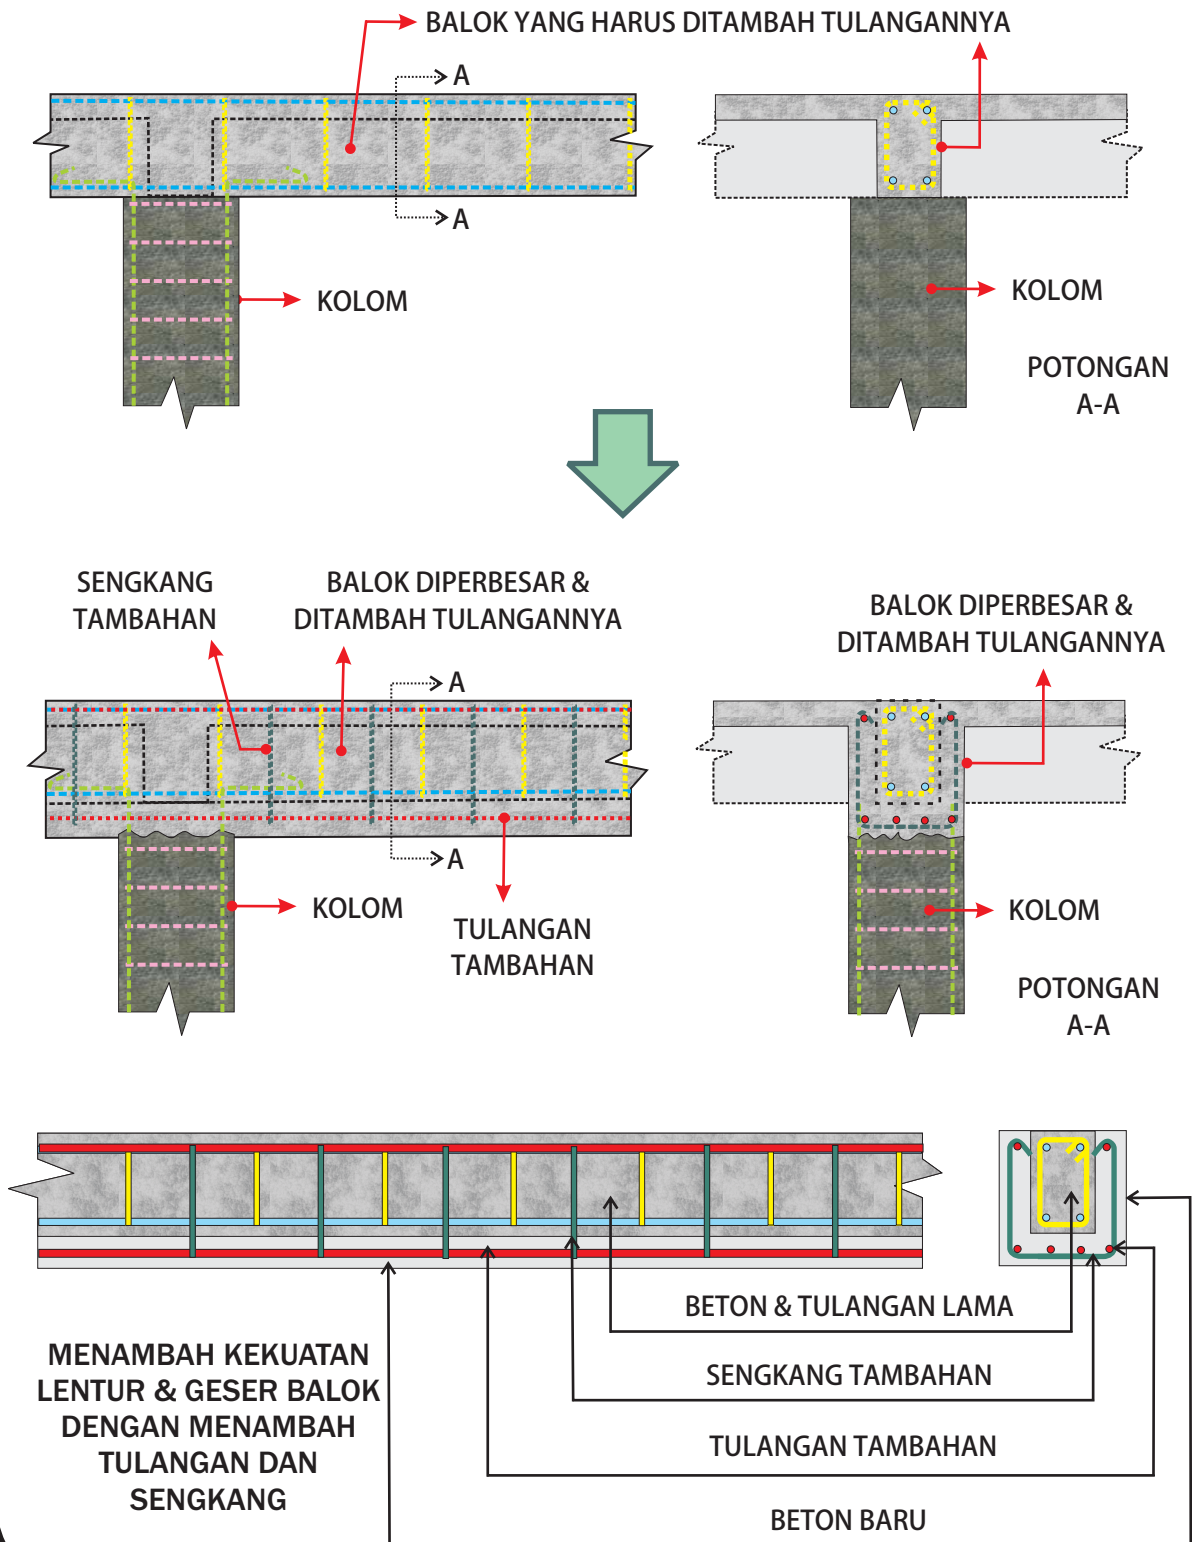 BALOK YANG HARUS DITAMBAH TULANGANNYA
A
A
KOLOM
KOLOM
POTONGAN
A-A
SENGKANG
TAMBAHAN
BALOK DIPERBESAR &
DITAMBAH TULANGANNYA
BALOK DIPERBESAR &
DITAMBAH TULANGANNYA
A
A
KOLOM
TULANGAN
TAMBAHAN
KOLOM
POTONGAN
A-A
BETON & TULANGAN LAMA
SENGKANG TAMBAHAN
TULANGAN TAMBAHAN
BETON BARU
MENAMBAH KEKUATAN
LENTUR & GESER BALOK
DENGAN MENAMBAH
TULANGAN DAN
SENGKANG